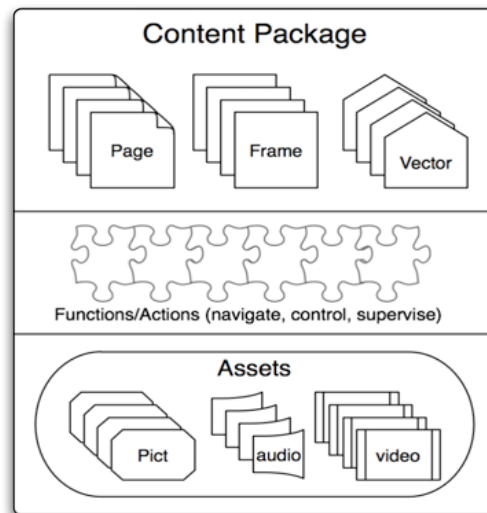 Content Package
Page
Frame
Vector
Functions/Actions (navigate, control, supervise)
Assets
Pict
audio
video